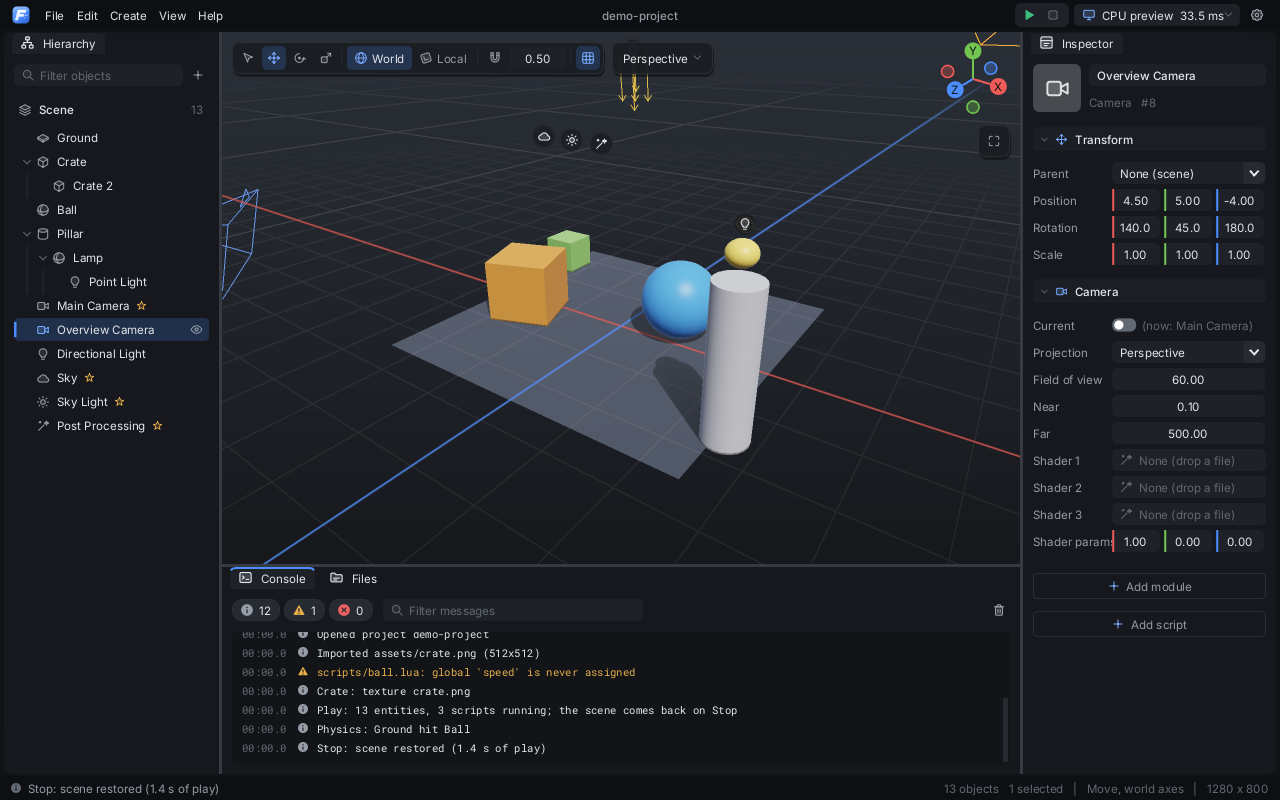 File Edit Create View Help
demo-project
CPU preview 33.5 ms
Hierarchy
Filter objects
Scene 13
Ground
Crate
Crate 2
Ball
Pillar
Lamp
Point Light
Main Camera
Overview Camera
Directional Light
Sky
Sky Light
Post Processing
World Local 0.50 Perspective
Y
Z X
Console Files
12 1 0 Filter messages
00:00.0 Opened project demo-project
00:00.0 Imported assets/crate.png (512x512)
00:00.0 scripts/ball.lua: global 'speed' is never assigned
00:00.0 Crate: texture crate.png
00:00.0 Play: 13 entities, 3 scripts running; the scene comes back on Stop
00:00.0 Physics: Ground hit Ball
00:00.0 Stop: scene restored (1.4 s of play)
Inspector
Overview Camera
Camera #8
Transform
Parent None (scene)
Position 4.50 5.00 -4.00
Rotation 140.0 45.0 180.0
Scale 1.00 1.00 1.00
Camera
Current (now: Main Camera)
Projection Perspective
Field of view 60.00
Near 0.10
Far 500.00
Shader 1 None (drop a file)
Shader 2 None (drop a file)
Shader 3 None (drop a file)
Shader params 1.00 0.00 0.00
Add module
Add script
Stop: scene restored (1.4 s of play)
13 objects 1 selected | Move, world axes | 1280 x 800